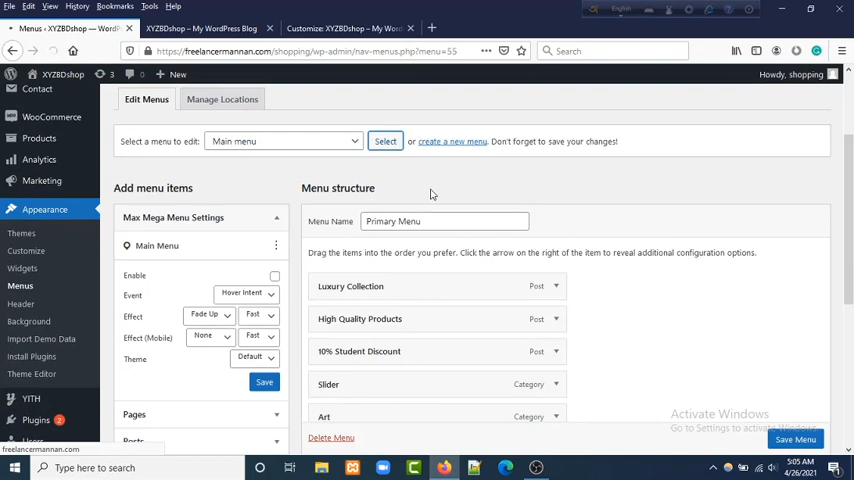 File Edit View History Bookmarks Tools Help
English
Menus ‹ XYZBDshop — WordP
XYZBDshop – My WordPress Blog
Customize: XYZBDshop – My W
https://freelancermannan.com/shopping/wp-admin/nav-menus.php?menu=55
Search
XYZBDshop 3 0 New
Howdy, shopping
Contact
WooCommerce
Products
Analytics
Marketing
Appearance
Themes
Customize
Widgets
Menus
Header
Background
Import Demo Data
Install Plugins
Theme Editor
YITH
Plugins 2
Users
freelancermannan.com
Edit Menus Manage Locations
Select a menu to edit: Main menu Select or create a new menu. Don't forget to save your changes!
Add menu items
Max Mega Menu Settings
Main Menu
Enable
Event Hover Intent
Effect Fade Up Fast
Effect (Mobile) None Fast
Theme Default
Save
Pages
Posts
Menu structure
Menu Name Primary Menu
Drag the items into the order you prefer. Click the arrow on the right of the item to reveal additional configuration options.
Luxury Collection Post
High Quality Products Post
10% Student Discount Post
Slider Category
Art Category
Delete Menu
Save Menu
Activate Windows
Go to Settings to activate Windows.
Type here to search
5:05 AM
4/26/2021